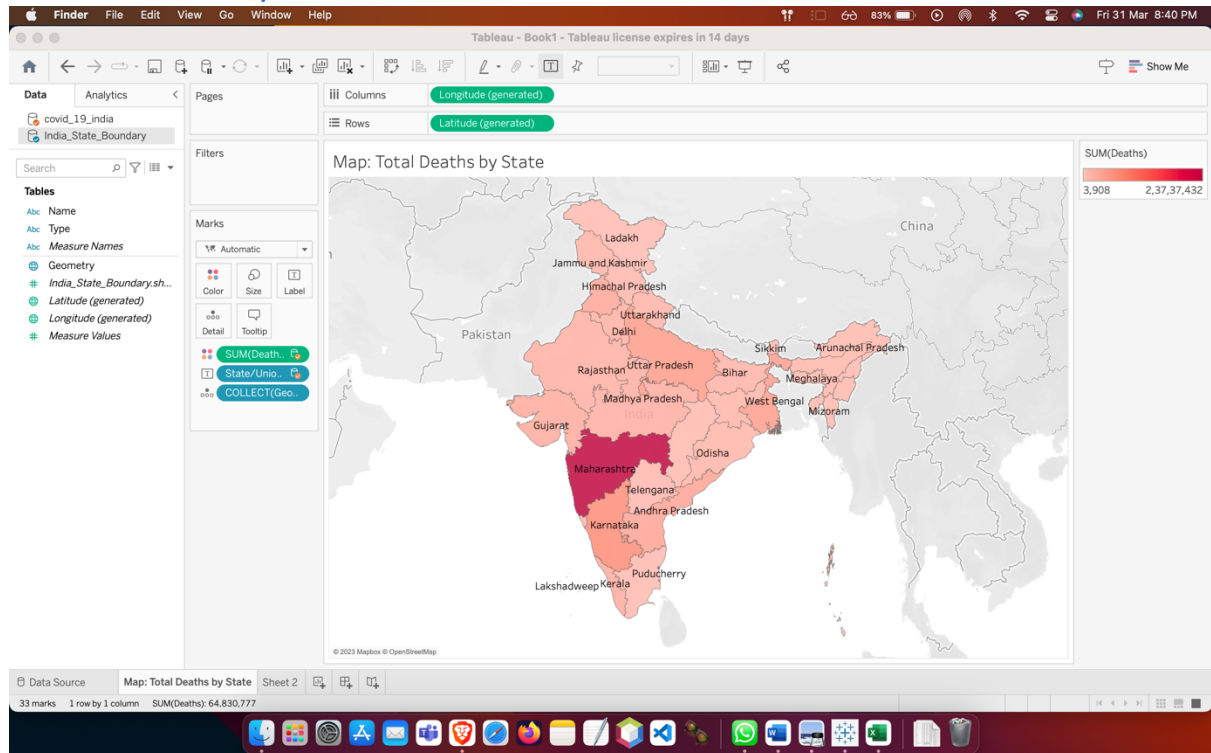 Finder File Edit View Go Window Help 83% Fri 31 Mar 8:40 PM
Tableau - Book1 - Tableau license expires in 14 days
Show Me
Data Analytics
covid_19_india
India_State_Boundary
Search
Tables
Abc Name
Abc Type
Abc Measure Names
Geometry
# India_State_Boundary.sh...
Latitude (generated)
Longitude (generated)
# Measure Values
Pages
Filters
Marks
Automatic
Color Size Label
Detail Tooltip
SUM(Death..
State/Unio..
COLLECT(Geo..
Columns Longitude (generated)
Rows Latitude (generated)
Map: Total Deaths by State
China
Ladakh
Jammu and Kashmir
Himachal Pradesh
Uttarakhand
Pakistan
Delhi
Sikkim
Arunachal Pradesh
Rajasthan
Uttar Pradesh
Bihar
Meghalaya
Madhya Pradesh
West Bengal
Mizoram
India
Gujarat
Odisha
Maharashtra
Telengana
Andhra Pradesh
Karnataka
Puducherry
Lakshadweep
Kerala
© 2023 Mapbox © OpenStreetMap
SUM(Deaths)
3,908 2,37,37,432
Data Source Map: Total Deaths by State Sheet 2
33 marks 1 row by 1 column SUM(Deaths): 64,830,777